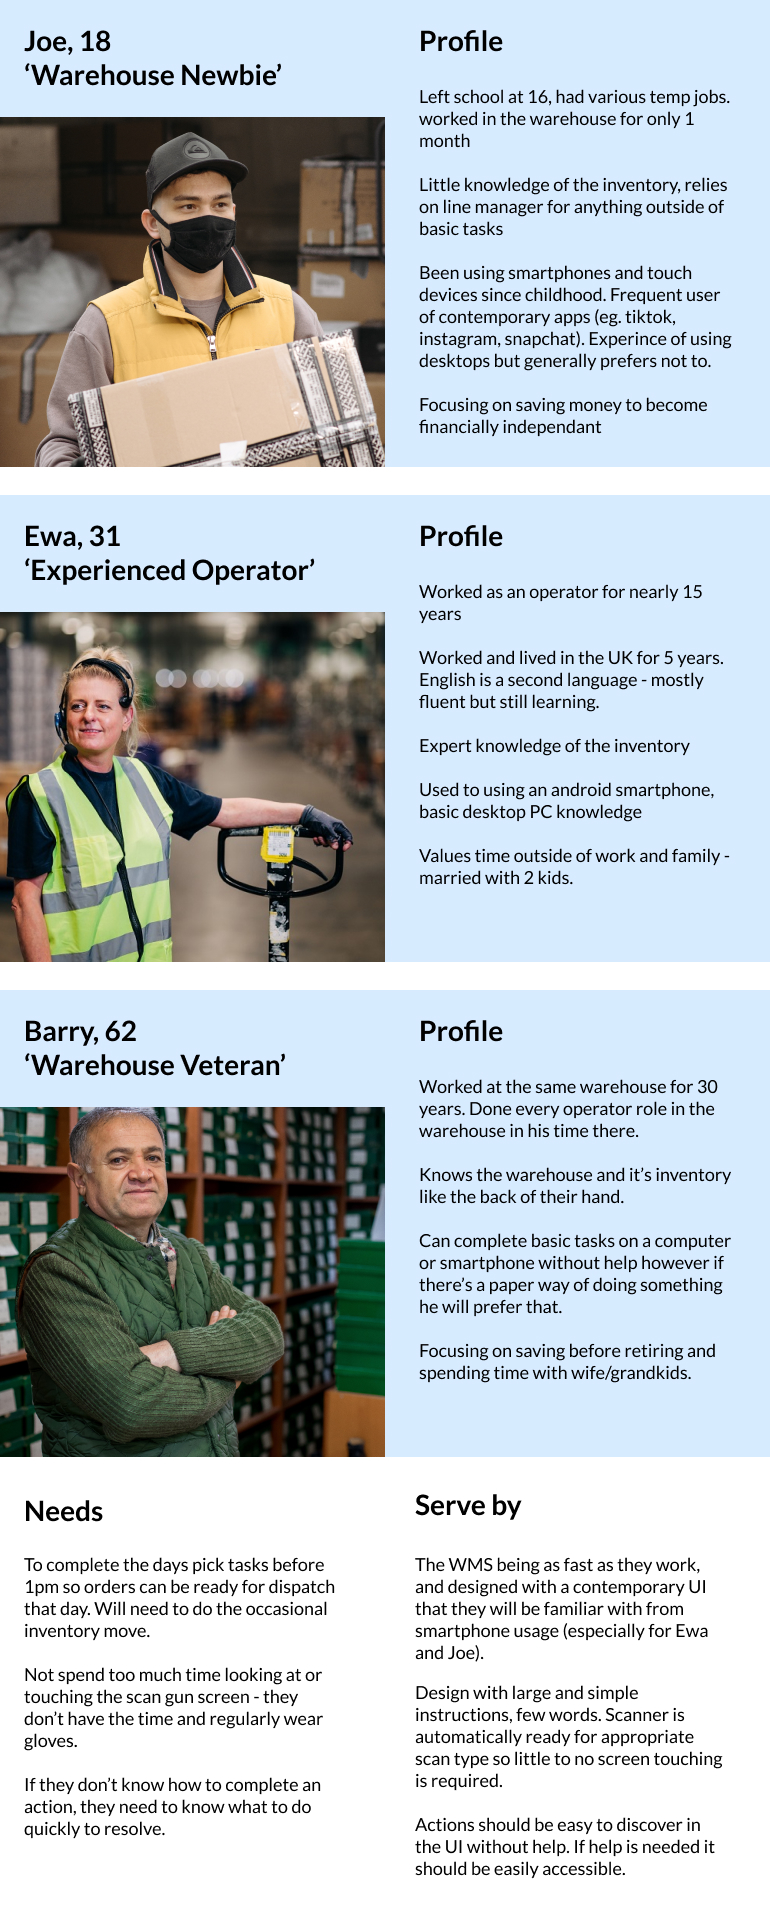 Joe, 18
‘Warehouse Newbie’
Profile
Left school at 16, had various temp jobs.
worked in the warehouse for only 1
month
Little knowledge of the inventory, relies
on line manager for anything outside of
basic tasks
Been using smartphones and touch
devices since childhood. Frequent user
of contemporary apps (eg. tiktok,
instagram, snapchat). Experince of using
desktops but generally prefers not to.
Focusing on saving money to become
financially independant
Ewa, 31
‘Experienced Operator’
Profile
Worked as an operator for nearly 15
years
Worked and lived in the UK for 5 years.
English is a second language - mostly
fluent but still learning.
Expert knowledge of the inventory
Used to using an android smartphone,
basic desktop PC knowledge
Values time outside of work and family -
married with 2 kids.
Barry, 62
‘Warehouse Veteran’
Profile
Worked at the same warehouse for 30
years. Done every operator role in the
warehouse in his time there.
Knows the warehouse and it’s inventory
like the back of their hand.
Can complete basic tasks on a computer
or smartphone without help however if
there’s a paper way of doing something
he will prefer that.
Focusing on saving before retiring and
spending time with wife/grandkids.
Needs
To complete the days pick tasks before
1pm so orders can be ready for dispatch
that day. Will need to do the occasional
inventory move.
Not spend too much time looking at or
touching the scan gun screen - they
don’t have the time and regularly wear
gloves.
If they don’t know how to complete an
action, they need to know what to do
quickly to resolve.
Serve by
The WMS being as fast as they work,
and designed with a contemporary UI
that they will be familiar with from
smartphone usage (especially for Ewa
and Joe).
Design with large and simple
instructions, few words. Scanner is
automatically ready for appropriate
scan type so little to no screen touching
is required.
Actions should be easy to discover in
the UI without help. If help is needed it
should be easily accessible.